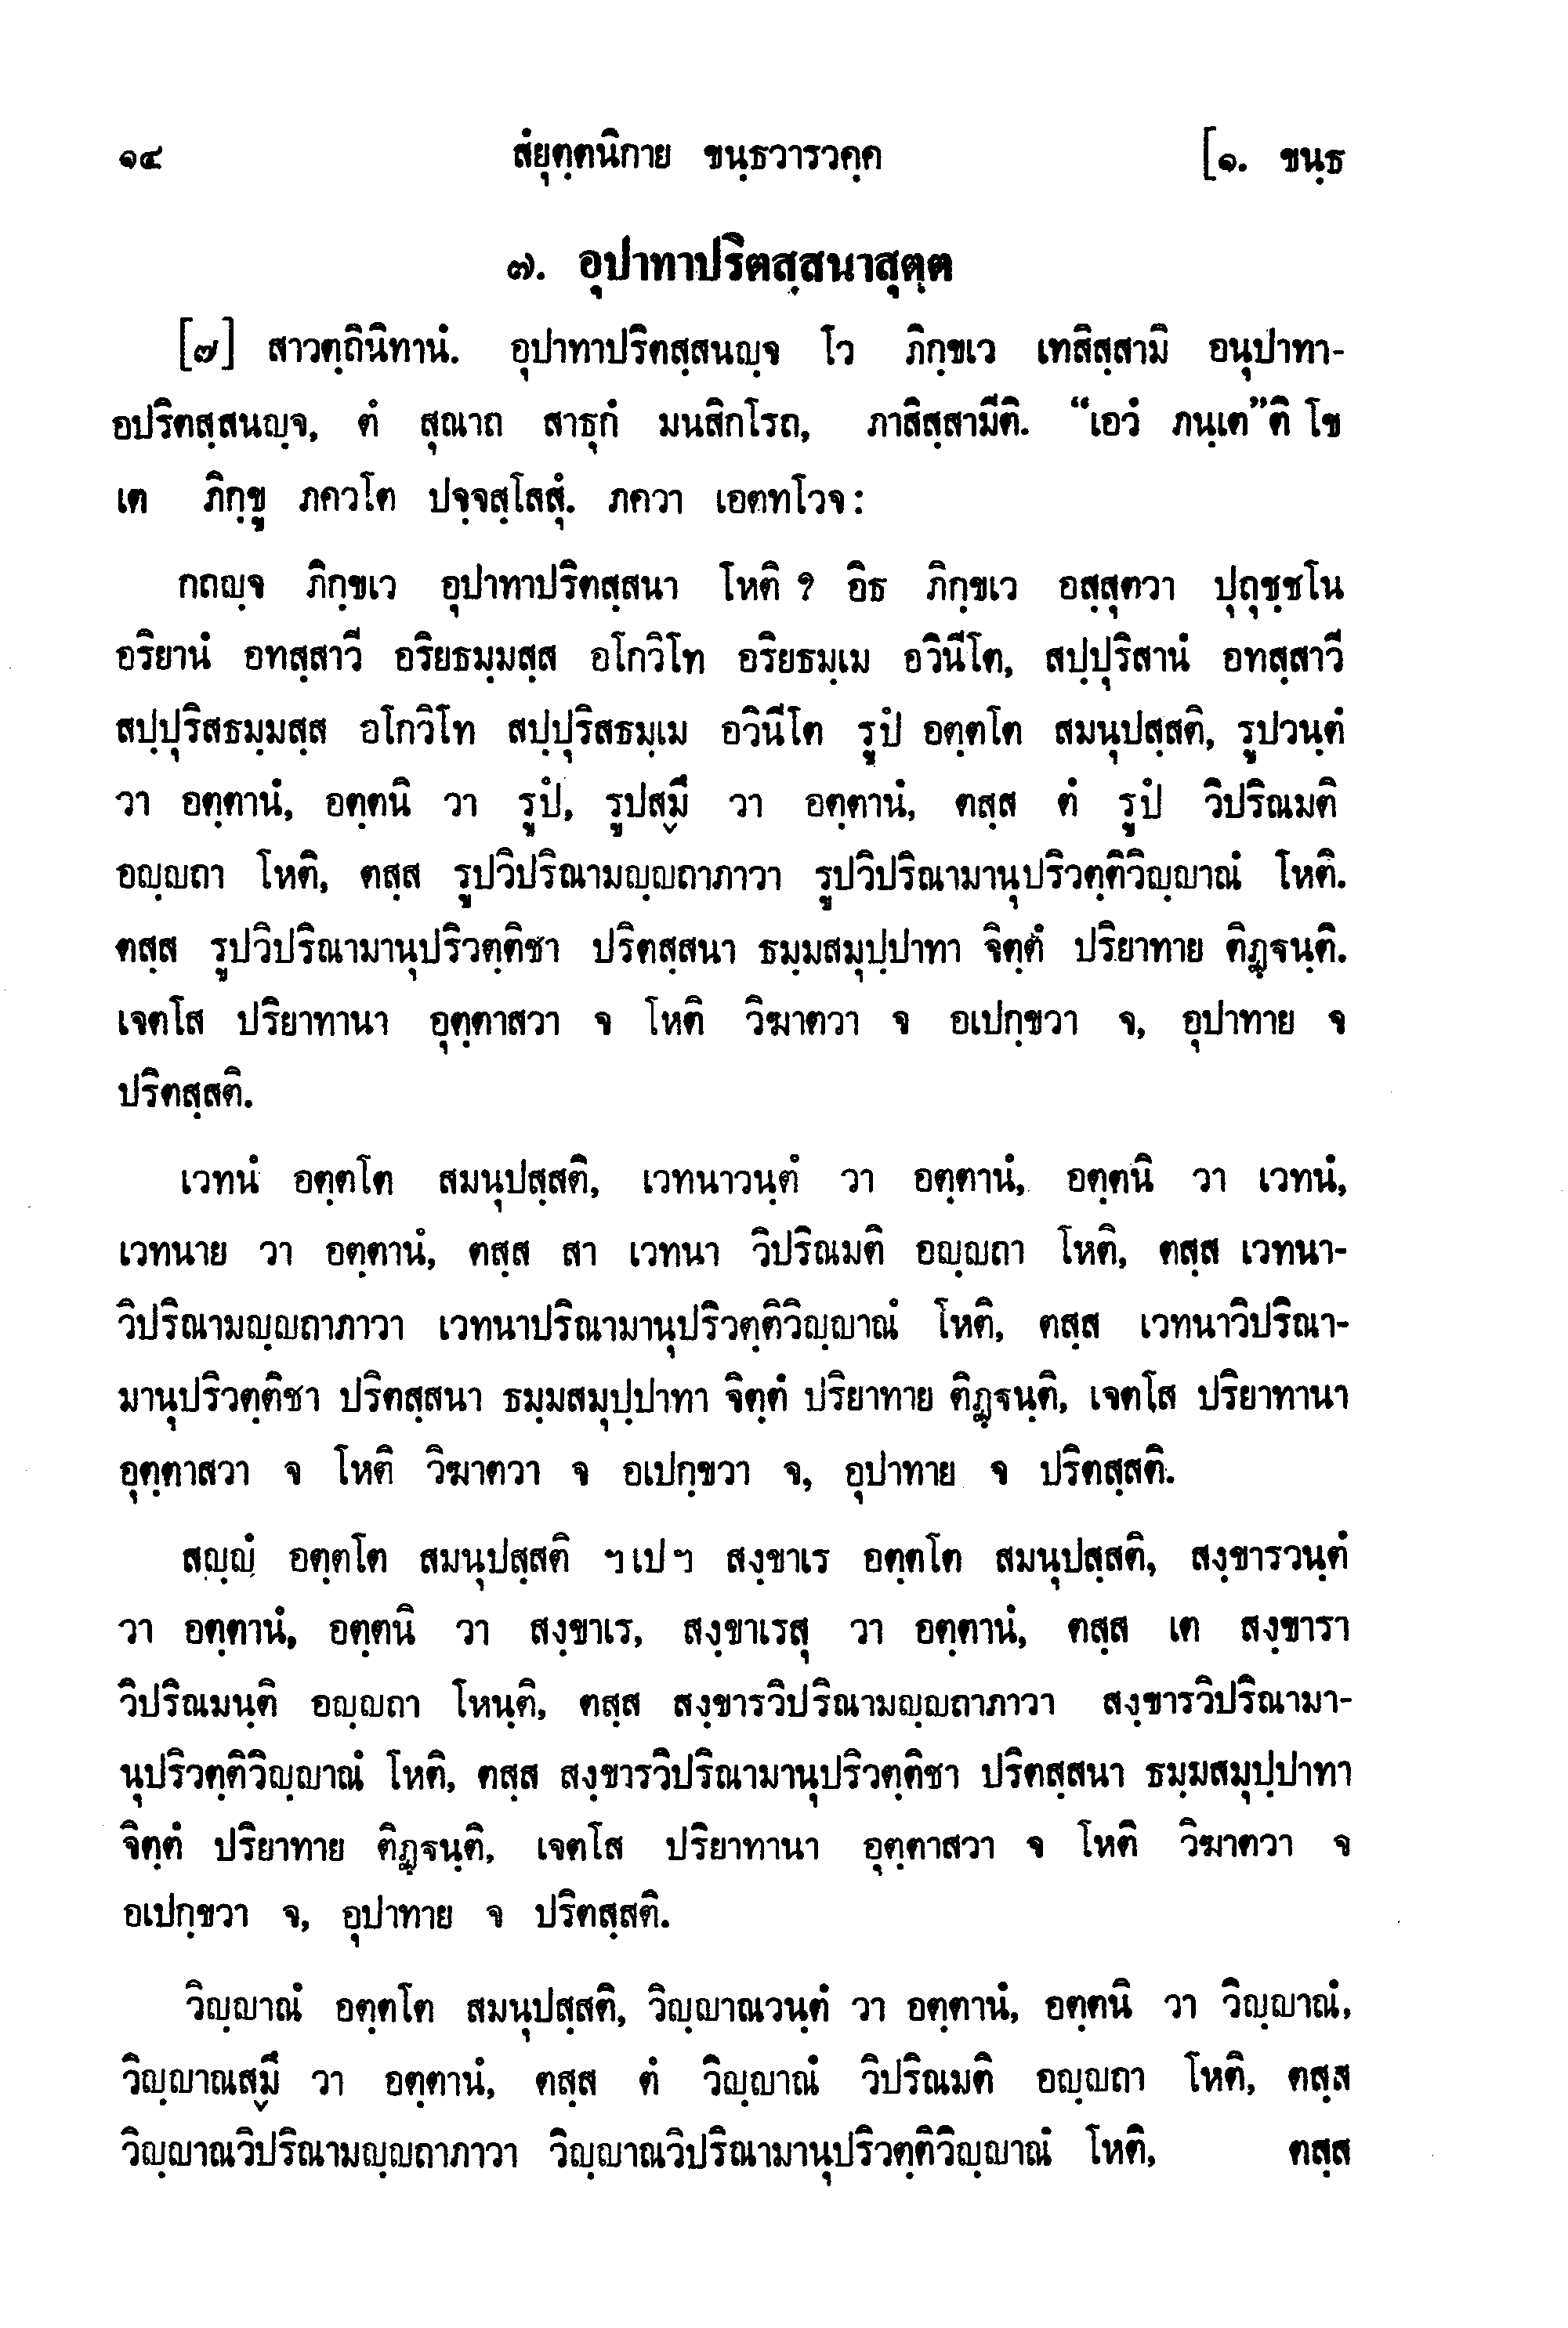 ๑๔ สํยุตฺตนิกาย ขนฺธวารวคฺค [๑. ขนฺธ
๗. อุปาทาปริตสฺสนาสุตฺต
[๗] สาวตฺถินิทานํ. อุปาทาปริตสฺสนญฺจ โว ภิกฺขเว เทสิสฺสามิ อนุปาทา-
อปริตสฺสนญฺจ, ตํ สุณาถ สาธุกํ มนสิกโรถ, ภาสิสฺสามีติ. “เอวํ ภนฺเต”ติ โข
เต ภิกฺขู ภควโต ปจฺจสฺโสสุํ. ภควา เอตทโวจ:
กถญฺจ ภิกฺขเว อุปาทาปริตสฺสนา โหติ ? อิธ ภิกฺขเว อสฺสุตวา ปุถุชฺชโน
อริยานํ อทสฺสาวี อริยธมฺมสฺส อโกวิโท อริยธมฺเม อวินีโต, สปฺปุริสานํ อทสฺสาวี
สปฺปุริสธมฺมสฺส อโกวิโท สปฺปุริสธมฺเม อวินีโต รูปํ อตฺตโต สมนุปสฺสติ, รูปวนฺตํ
วา อตฺตานํ, อตฺตนิ วา รูปํ, รูปสฺมึ วา อตฺตานํ, ตสฺส ตํ รูปํ วิปริณมติ
อญฺญถา โหติ, ตสฺส รูปวิปริณามญฺญถาภาวา รูปวิปริณามานุปริวตฺติวิญฺญาณํ โหติ.
ตสฺส รูปวิปริณามานุปริวตฺติชา ปริตสฺสนา ธมฺมสมุปฺปาทา จิตฺตํ ปริยาทาย ติฏฺฐนฺติ.
เจตโส ปริยาทานา อุตฺตาสวา จ โหติ วิฆาตวา จ อเปกฺขวา จ, อุปาทาย จ
ปริตสฺสติ.
เวทนํ อตฺตโต สมนุปสฺสติ, เวทนาวนฺตํ วา อตฺตานํ, อตฺตนิ วา เวทนํ,
เวทนาย วา อตฺตานํ, ตสฺส สา เวทนา วิปริณมติ อญฺญถา โหติ, ตสฺส เวทนา-
วิปริณามญฺญถาภาวา เวทนาปริณามานุปริวตฺติวิญฺญาณํ โหติ, ตสฺส เวทนาวิปริณา-
มานุปริวตฺติชา ปริตสฺสนา ธมฺมสมุปฺปาทา จิตฺตํ ปริยาทาย ติฏฺฐนฺติ, เจตโส ปริยาทานา
อุตฺตาสวา จ โหติ วิฆาตวา จ อเปกฺขวา จ, อุปาทาย จ ปริตสฺสติ.
สญฺญํ อตฺตโต สมนุปสฺสติ ฯเปฯ สงฺขาเร อตฺตโต สมนุปสฺสติ, สงฺขารวนฺตํ
วา อตฺตานํ, อตฺตนิ วา สงฺขาเร, สงฺขาเรสุ วา อตฺตานํ, ตสฺส เต สงฺขารา
วิปริณมนฺติ อญฺญถา โหนฺติ, ตสฺส สงฺขารวิปริณามญฺญถาภาวา สงฺขารวิปริณามา-
นุปริวตฺติวิญฺญาณํ โหติ, ตสฺส สงฺขารวิปริณามานุปริวตฺติชา ปริตสฺสนา ธมฺมสมุปฺปาทา
จิตฺตํ ปริยาทาย ติฏฺฐนฺติ, เจตโส ปริยาทานา อุตฺตาสวา จ โหติ วิฆาตวา จ
อเปกฺขวา จ, อุปาทาย จ ปริตสฺสติ.
วิญฺญาณํ อตฺตโต สมนุปสฺสติ, วิญฺญาณวนฺตํ วา อตฺตานํ, อตฺตนิ วา วิญฺญาณํ,
วิญฺญาณสฺมึ วา อตฺตานํ, ตสฺส ตํ วิญฺญาณํ วิปริณมติ อญฺญถา โหติ, ตสฺส
วิญฺญาณวิปริณามญฺญถาภาวา วิญฺญาณวิปริณามานุปริวตฺติวิญฺญาณํ โหติ, ตสฺส